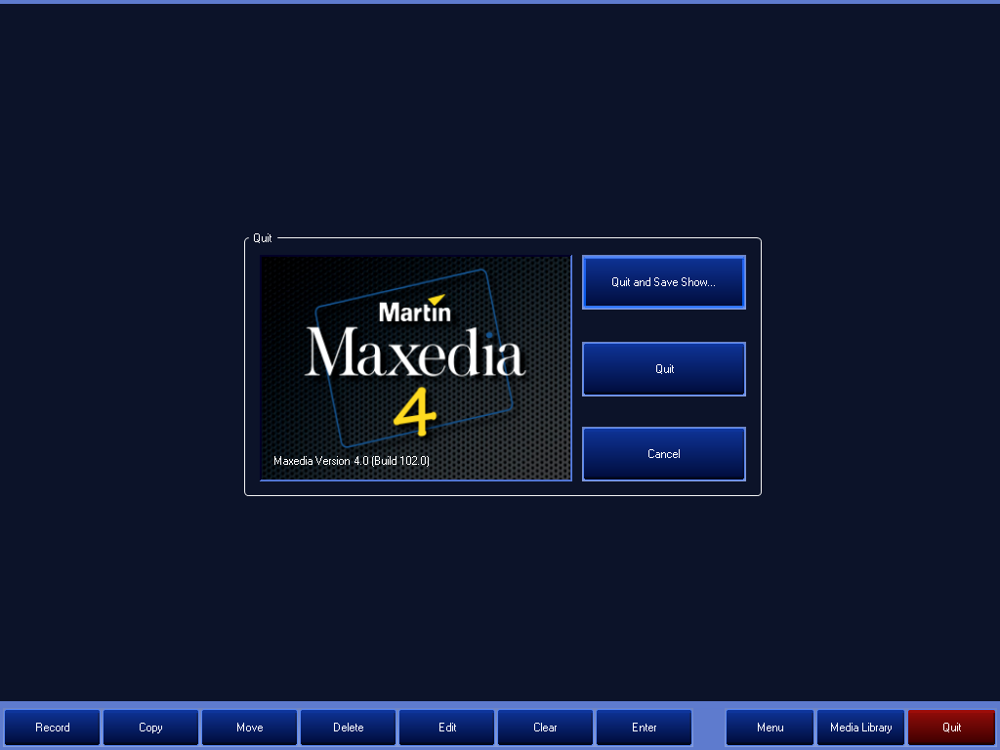 Quit
Martin
Maxedia
4
Maxedia Version 4.0 (Build 102.0)
Quit and Save Show...
Quit
Cancel
Record Copy Move Delete Edit Clear Enter Menu Media Library Quit